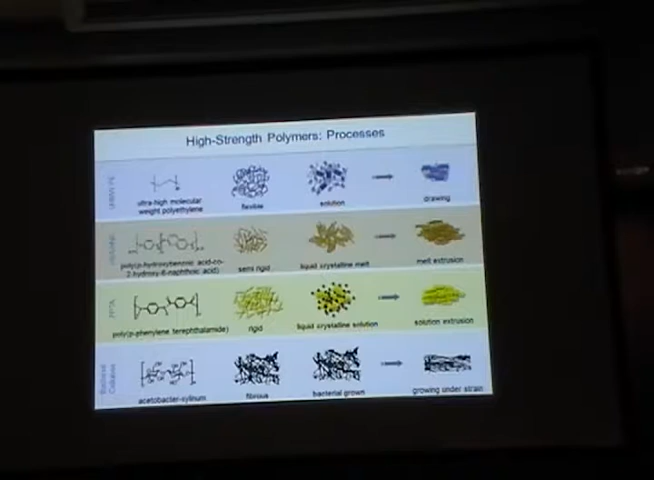 High-Strength Polymers: Processes
ultra-high molecular
weight polyethylene
flexible
solution
drawing
poly(p-hydroxybenzoic acid-co-
2-hydroxy-6-naphthoic acid)
semi rigid
liquid crystalline melt
melt extrusion
PPTA
poly(p-phenylene terephthalamide)
rigid
liquid crystalline solution
solution extrusion
Cellulose
acetobacter-xylinum
fibrous
bacterial grown
growing under strain